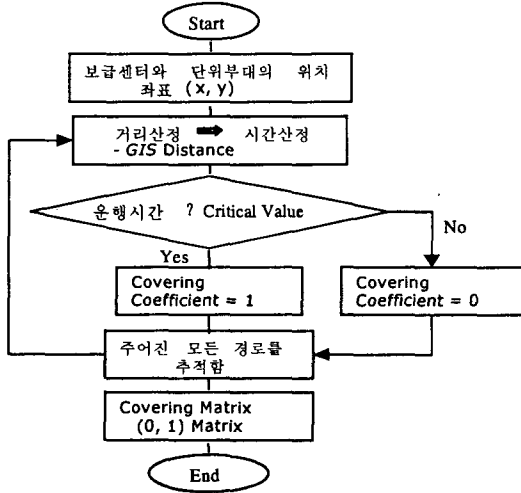 Start
보급센터와 단위부대의 위치
좌표 (x, y)
거리산정 ➡ 시간산정
- GIS Distance
운행시간 ? Critical Value
No
Yes
Covering
Coefficient = 1
Covering
Coefficient = 0
주어진 모든 경로를
추적함
Covering Matrix
(0, 1) Matrix
End